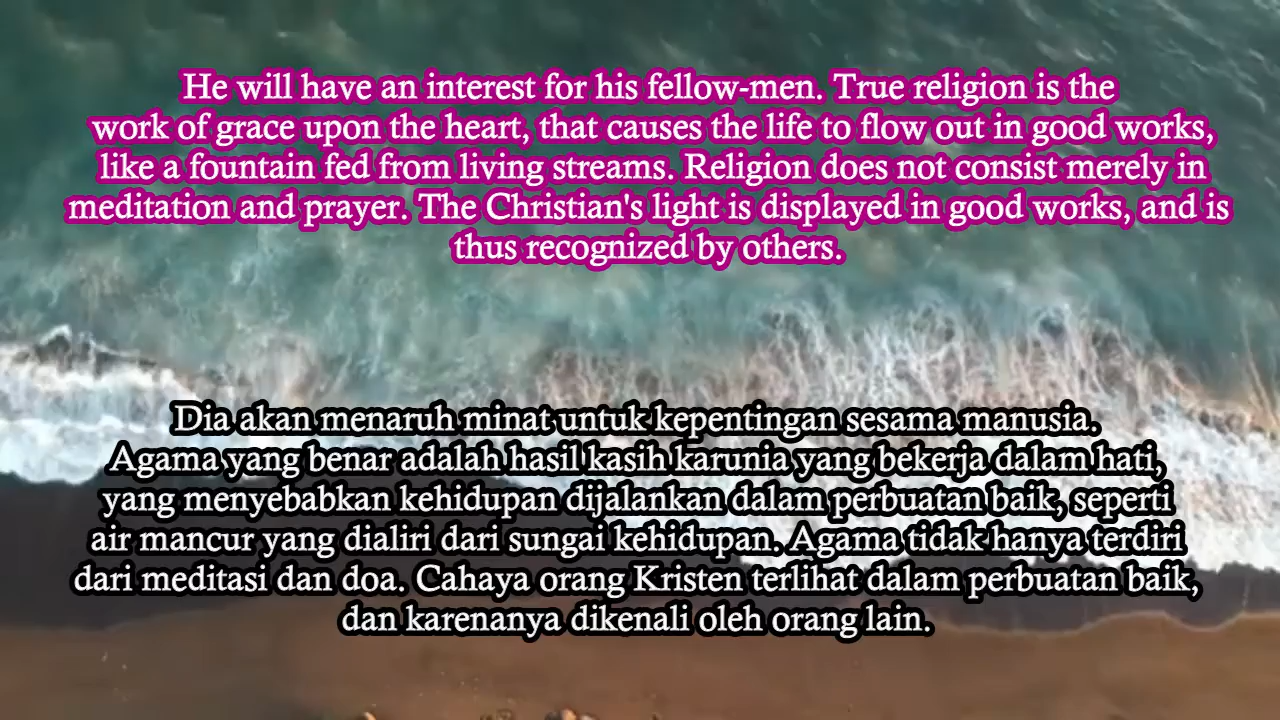 He will have an interest for his fellow-men. True religion is the
work of grace upon the heart, that causes the life to flow out in good works,
like a fountain fed from living streams. Religion does not consist merely in
meditation and prayer. The Christian's light is displayed in good works, and is
thus recognized by others.
Dia akan menaruh minat untuk kepentingan sesama manusia.
Agama yang benar adalah hasil kasih karunia yang bekerja dalam hati,
yang menyebabkan kehidupan dijalankan dalam perbuatan baik, seperti
air mancur yang dialiri dari sungai kehidupan. Agama tidak hanya terdiri
dari meditasi dan doa. Cahaya orang Kristen terlihat dalam perbuatan baik,
dan karenanya dikenali oleh orang lain.